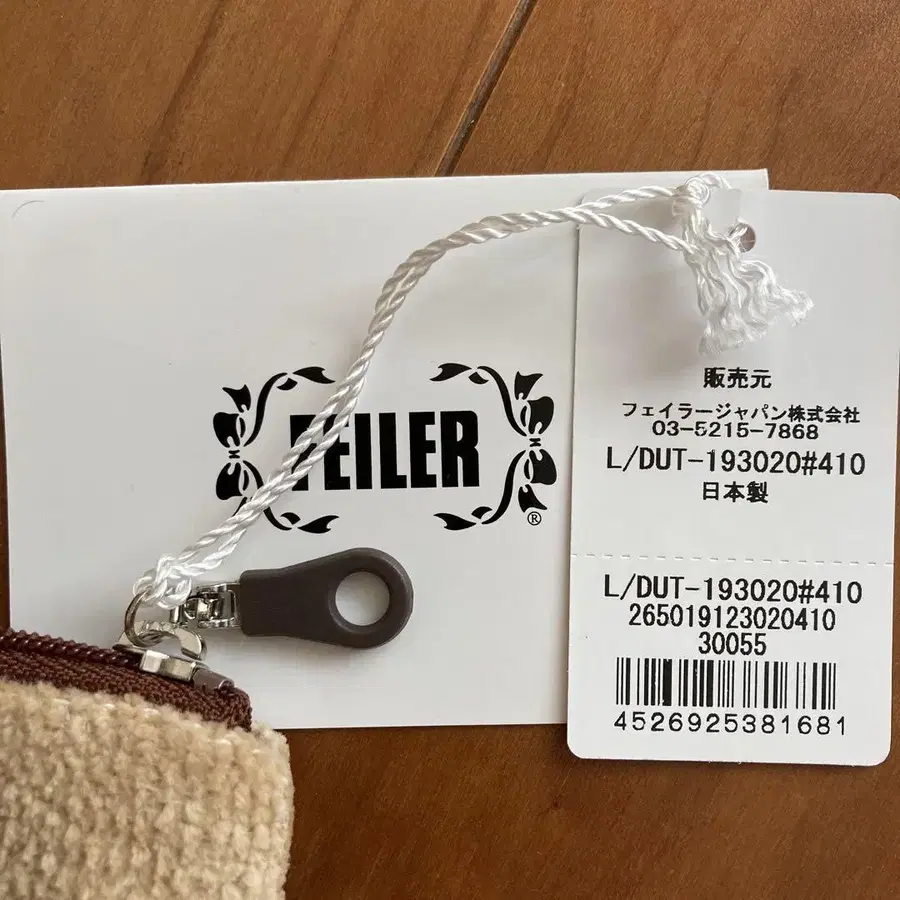 FEILER
®
販売元
フェイラージャパン株式会社
03-5215-7868
L/DUT-193020#410
日本製
L/DUT-193020#410
265019123020410
30055
4526925381681